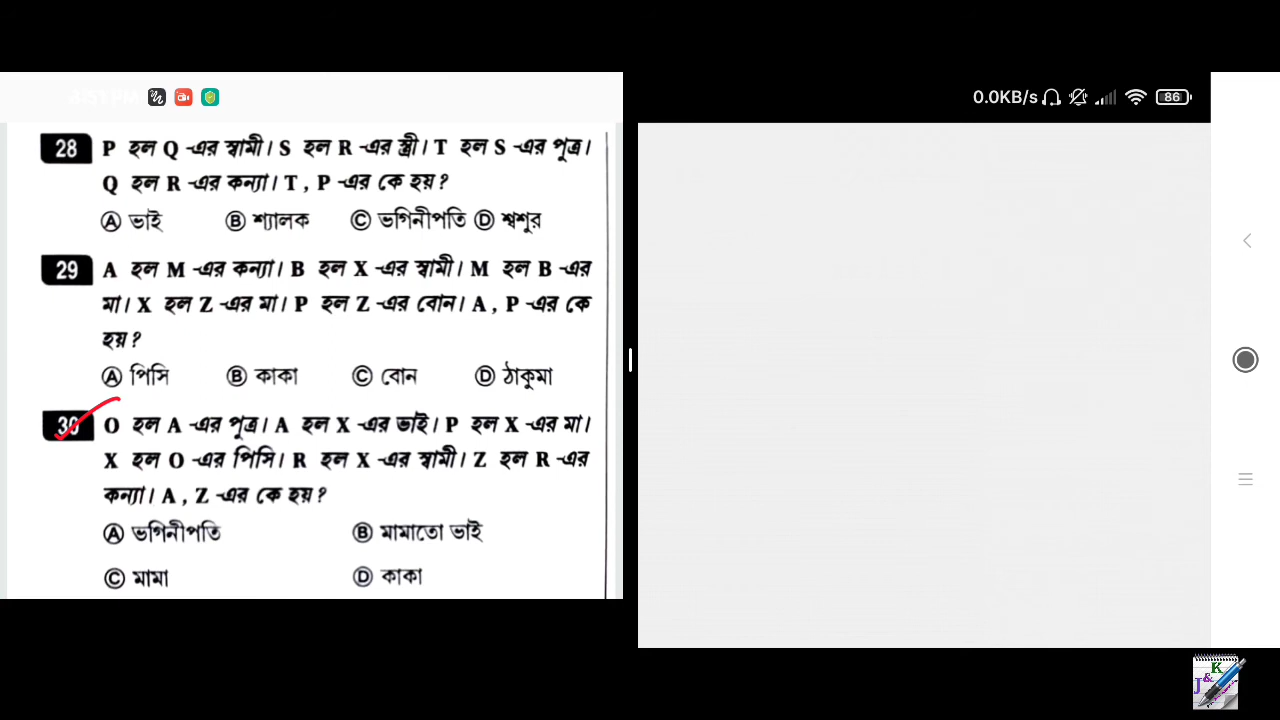 0.0KB/s 86
28 P হল Q -এর স্বামী। S হল R -এর স্ত্রী। T হল S -এর পুত্র।
Q হল R -এর কন্যা। T , P -এর কে হয়?
Ⓐ ভাই Ⓑ শ্যালক Ⓒ ভগিনীপতি Ⓓ শ্বশুর
29 A হল M -এর কন্যা। B হল X -এর স্বামী। M হল B -এর
মা। X হল Z -এর মা। P হল Z -এর বোন। A , P -এর কে
হয়?
Ⓐ পিসি Ⓑ কাকা Ⓒ বোন Ⓓ ঠাকুমা
30 O হল A -এর পুত্র। A হল X -এর ভাই। P হল X -এর মা।
X হল O -এর পিসি। R হল X -এর স্বামী। Z হল R -এর
কন্যা। A , Z -এর কে হয়?
Ⓐ ভগিনীপতি Ⓑ মামাতো ভাই
Ⓒ মামা Ⓓ কাকা
J&K